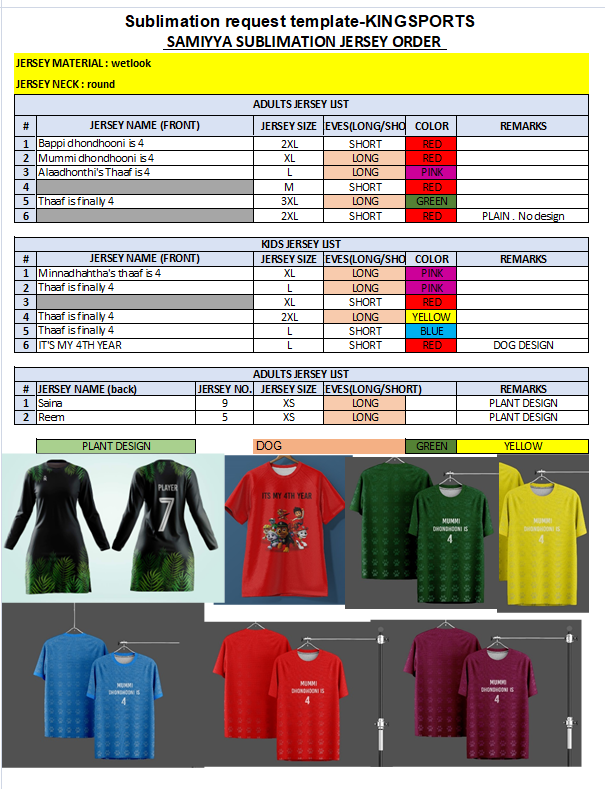 Sublimation request template-KINGSPORTS
SAMIYYA SUBLIMATION JERSEY ORDER
JERSEY MATERIAL : wetlook
JERSEY NECK : round
ADULTS JERSEY LIST
# JERSEY NAME (FRONT) JERSEY SIZE EVES(LONG/SHO COLOR REMARKS
1 Bappi dhondhooni is 4 2XL SHORT RED
2 Mummi dhondhooni is 4 XL LONG RED
3 Alaadhonthi's Thaaf is 4 L LONG PINK
4 M SHORT RED
5 Thaaf is finally 4 3XL LONG GREEN
6 2XL SHORT RED PLAIN . No design
KIDS JERSEY LIST
# JERSEY NAME (FRONT) JERSEY SIZE EVES(LONG/SHO COLOR REMARKS
1 Minnadhahtha's thaaf is 4 XL LONG PINK
2 Thaaf is finally 4 L LONG PINK
3 XL SHORT RED
4 Thaaf is finally 4 2XL LONG YELLOW
5 Thaaf is finally 4 L SHORT BLUE
6 IT'S MY 4TH YEAR L SHORT RED DOG DESIGN
ADULTS JERSEY LIST
# JERSEY NAME (back) JERSEY NO. JERSEY SIZE EVES(LONG/SHORT) REMARKS
1 Saina 9 XS LONG PLANT DESIGN
2 Reem 5 XS LONG PLANT DESIGN
PLANT DESIGN DOG GREEN YELLOW
PLAYER
7
ITS MY 4TH YEAR
MUMMI
DHONDHOONI IS
4
MUMMI
DHONDHOONI IS
4
MUMMI
DHONDHOONI IS
4
MUMMI
DHONDHOONI IS
4
MUMMI
DHONDHOONI IS
4